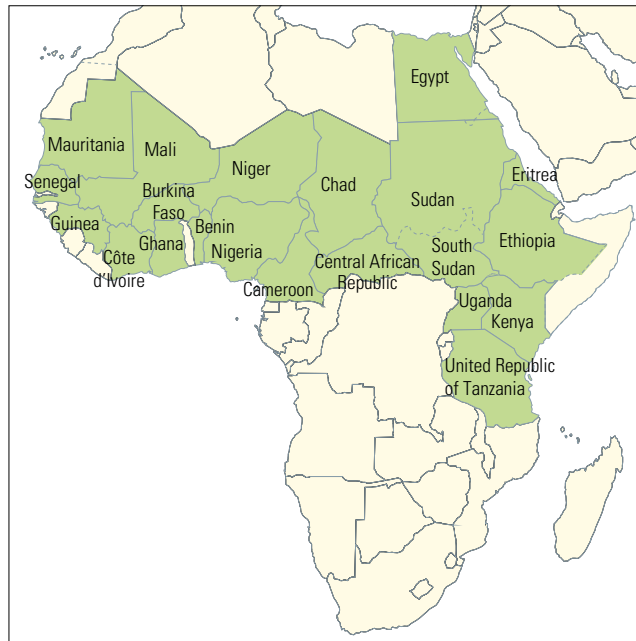 Egypt
Mauritania
Mali
Niger
Chad
Sudan
Eritrea
Senegal
Burkina
Faso
Guinea
Côte
d'Ivoire
Ghana
Benin
Nigeria
Cameroon
Central African
Republic
South
Sudan
Ethiopia
Uganda
Kenya
United Republic
of Tanzania